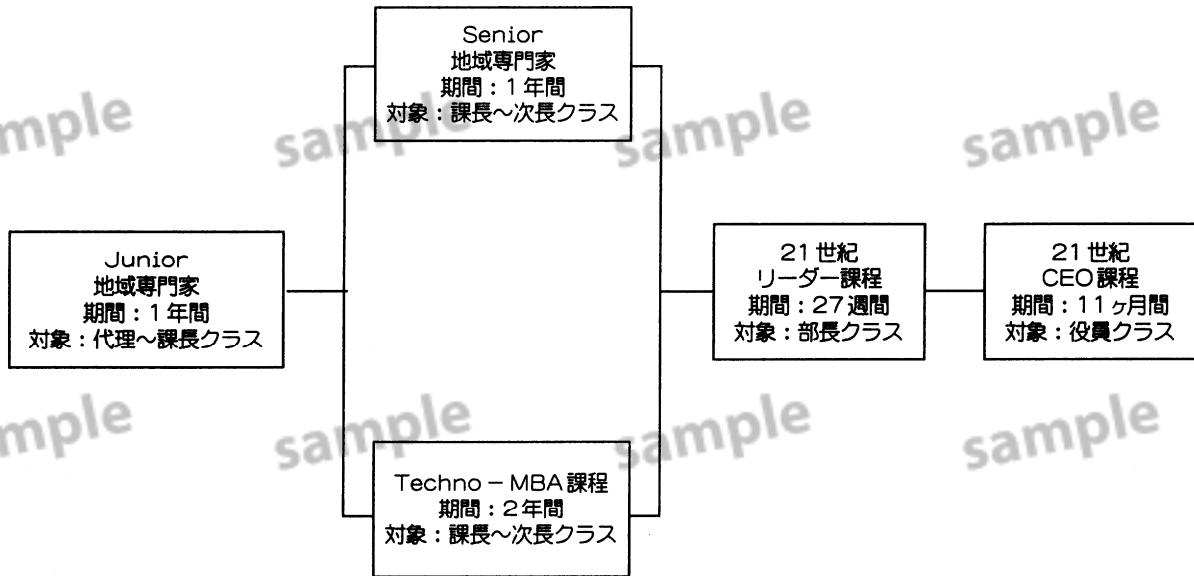 Senior
地域専門家
期間：1年間
対象：課長～次長クラス
Junior
地域専門家
期間：1年間
対象：代理～課長クラス
21世紀
リーダー課程
期間：27週間
対象：部長クラス
21世紀
CEO課程
期間：11ヶ月間
対象：役員クラス
Techno－MBA課程
期間：2年間
対象：課長～次長クラス
mple
sample
sample
sample
mple
sample
sample
sample